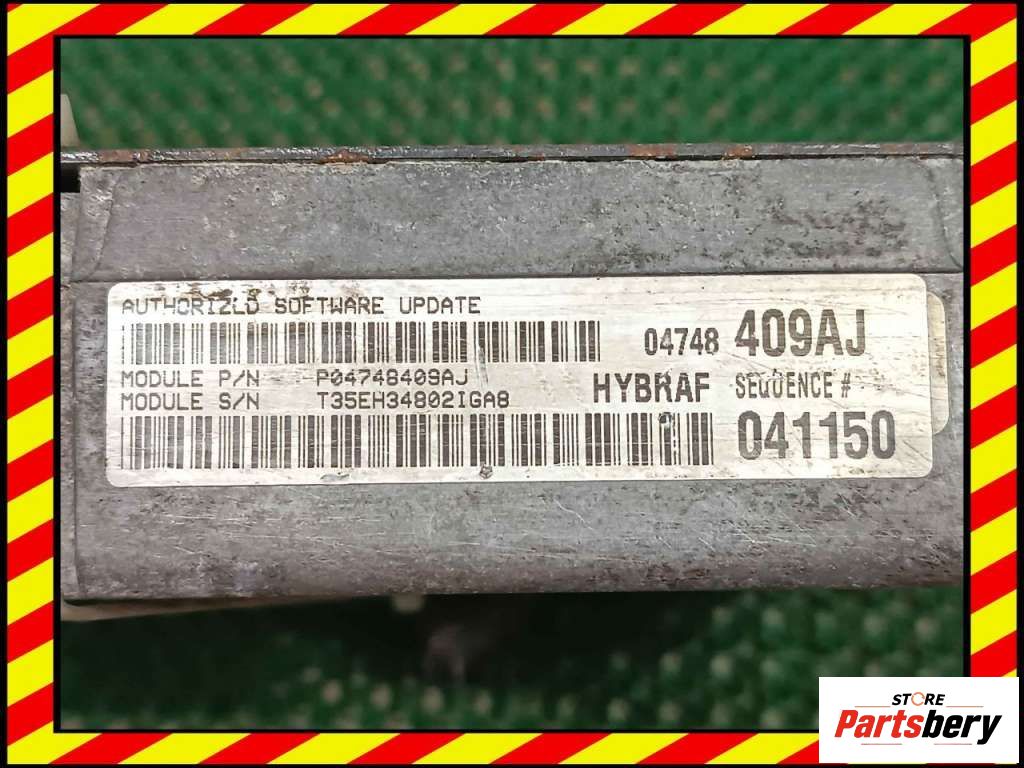 AUTHORIZLD SOFTWARE UPDATE
04748 409AJ
MODULE P/N P04748409AJ
HYBRAF SEQUENCE #
MODULE S/N T35EH34802IGA8
041150
STORE
Partsbery